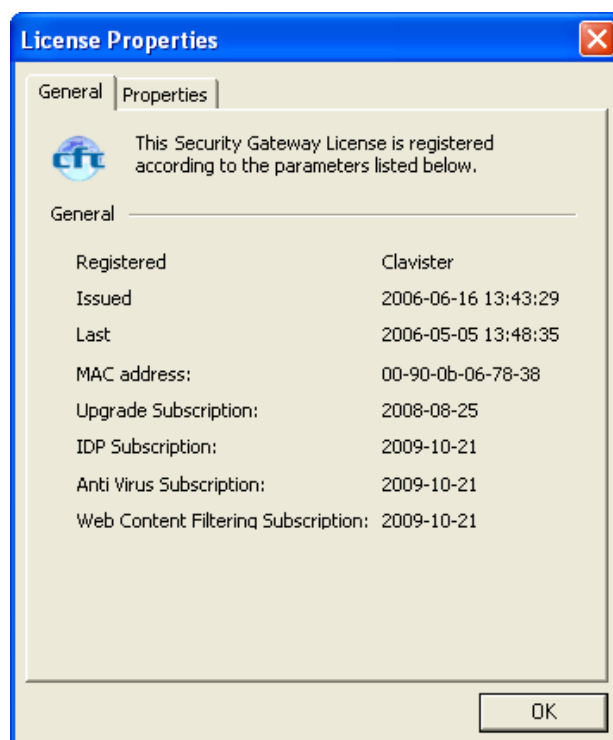 License Properties
General Properties
cfc
This Security Gateway License is registered
according to the parameters listed below.
General
Registered Clavister
Issued 2006-06-16 13:43:29
Last 2006-05-05 13:48:35
MAC address: 00-90-0b-06-78-38
Upgrade Subscription: 2008-08-25
IDP Subscription: 2009-10-21
Anti Virus Subscription: 2009-10-21
Web Content Filtering Subscription: 2009-10-21
OK